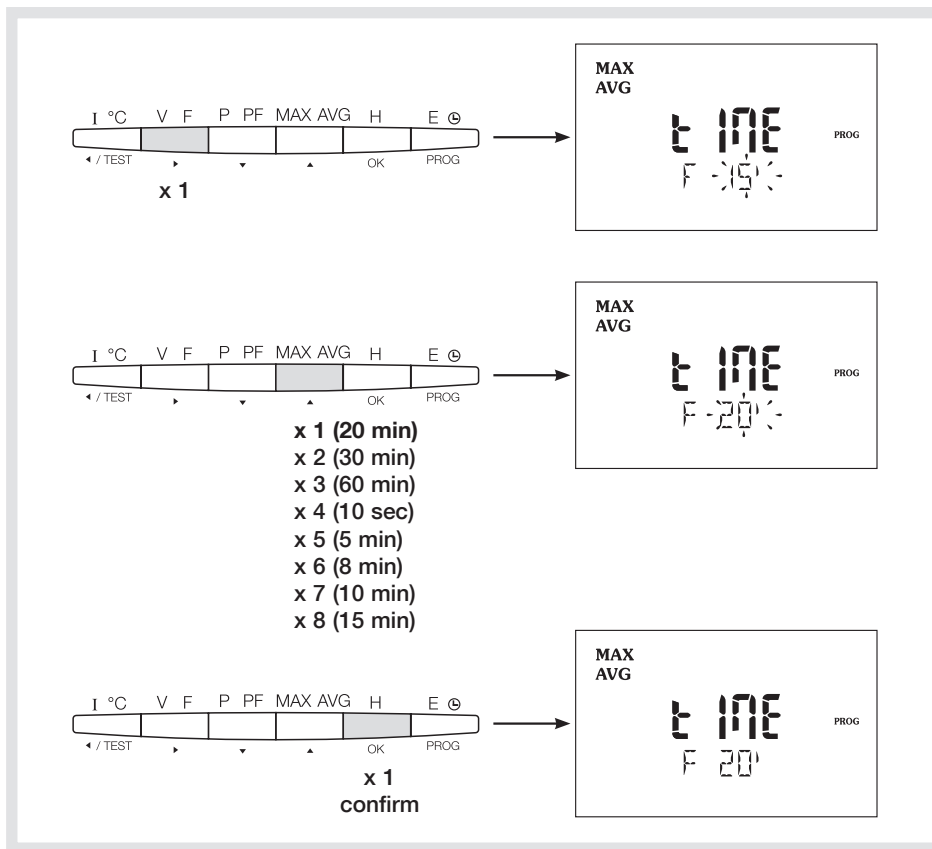 MAX
AVG
I °C V F P PF MAX AVG H E
t IME
PROG
◂ / TEST ▸ ▾ ▴ OK PROG
F 15'
x 1
MAX
AVG
I °C V F P PF MAX AVG H E
t IME
PROG
◂ / TEST ▸ ▾ ▴ OK PROG
F 20'
x 1 (20 min)
x 2 (30 min)
x 3 (60 min)
x 4 (10 sec)
x 5 (5 min)
x 6 (8 min)
x 7 (10 min)
x 8 (15 min)
MAX
AVG
I °C V F P PF MAX AVG H E
t IME
PROG
◂ / TEST ▸ ▾ ▴ OK PROG
F 20'
x 1
confirm